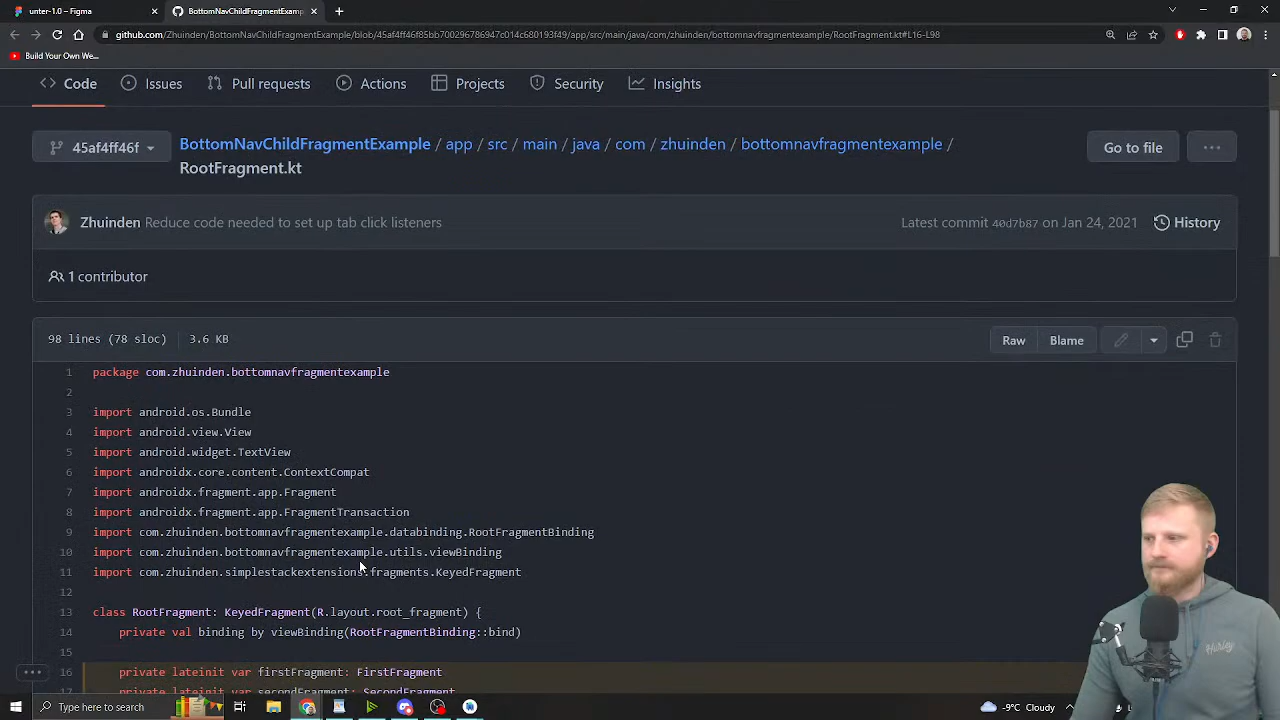 unter-1.0 – Figma
BottomNavChildFragmentExamp
github.com/Zhuinden/BottomNavChildFragmentExample/blob/45af4ff46f85bb700296786947c014c680193f49/app/src/main/java/com/zhuinden/bottomnavfragmentexample/RootFragment.kt#L16-L98
Build Your Own We...
Code
Issues
Pull requests
Actions
Projects
Security
Insights
45af4ff46f
BottomNavChildFragmentExample / app / src / main / java / com / zhuinden / bottomnavfragmentexample /
RootFragment.kt
Go to file
Zhuinden Reduce code needed to set up tab click listeners
Latest commit 40d7b87 on Jan 24, 2021
History
1 contributor
98 lines (78 sloc)
3.6 KB
Raw
Blame
1 package com.zhuinden.bottomnavfragmentexample
2
3 import android.os.Bundle
4 import android.view.View
5 import android.widget.TextView
6 import androidx.core.content.ContextCompat
7 import androidx.fragment.app.Fragment
8 import androidx.fragment.app.FragmentTransaction
9 import com.zhuinden.bottomnavfragmentexample.databinding.RootFragmentBinding
10 import com.zhuinden.bottomnavfragmentexample.utils.viewBinding
11 import com.zhuinden.simplestackextensions.fragments.KeyedFragment
12
13 class RootFragment: KeyedFragment(R.layout.root_fragment) {
14 private val binding by viewBinding(RootFragmentBinding::bind)
15
16 private lateinit var firstFragment: FirstFragment
17 private lateinit var secondFragment: SecondFragment
Hurley
Type here to search
-9°C Cloudy